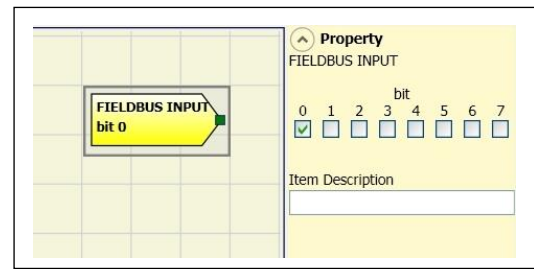 FIELDBUS INPUT
bit 0
Property
FIELDBUS INPUT
bit
0 1 2 3 4 5 6 7
Item Description